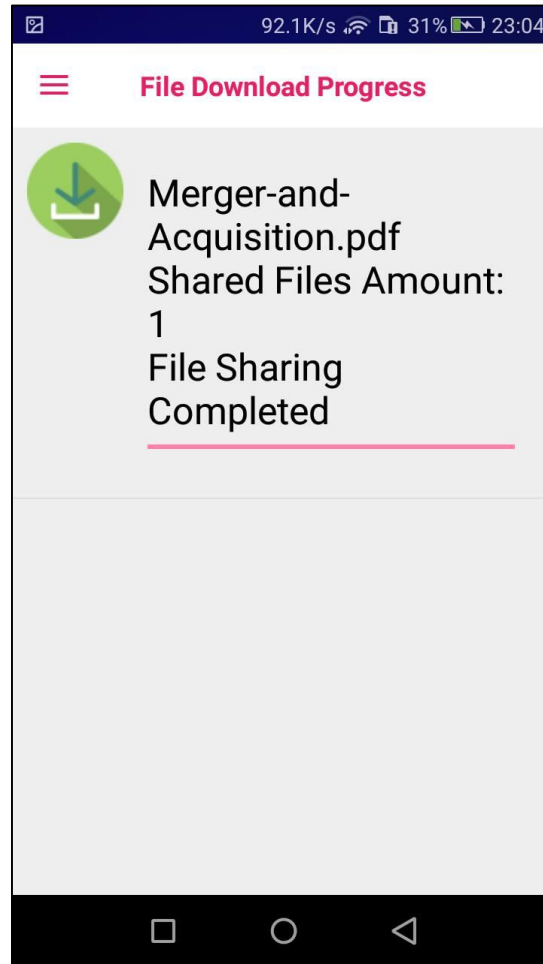 92.1K/s 31% 23:04
File Download Progress
Merger-and-
Acquisition.pdf
Shared Files Amount:
1
File Sharing
Completed